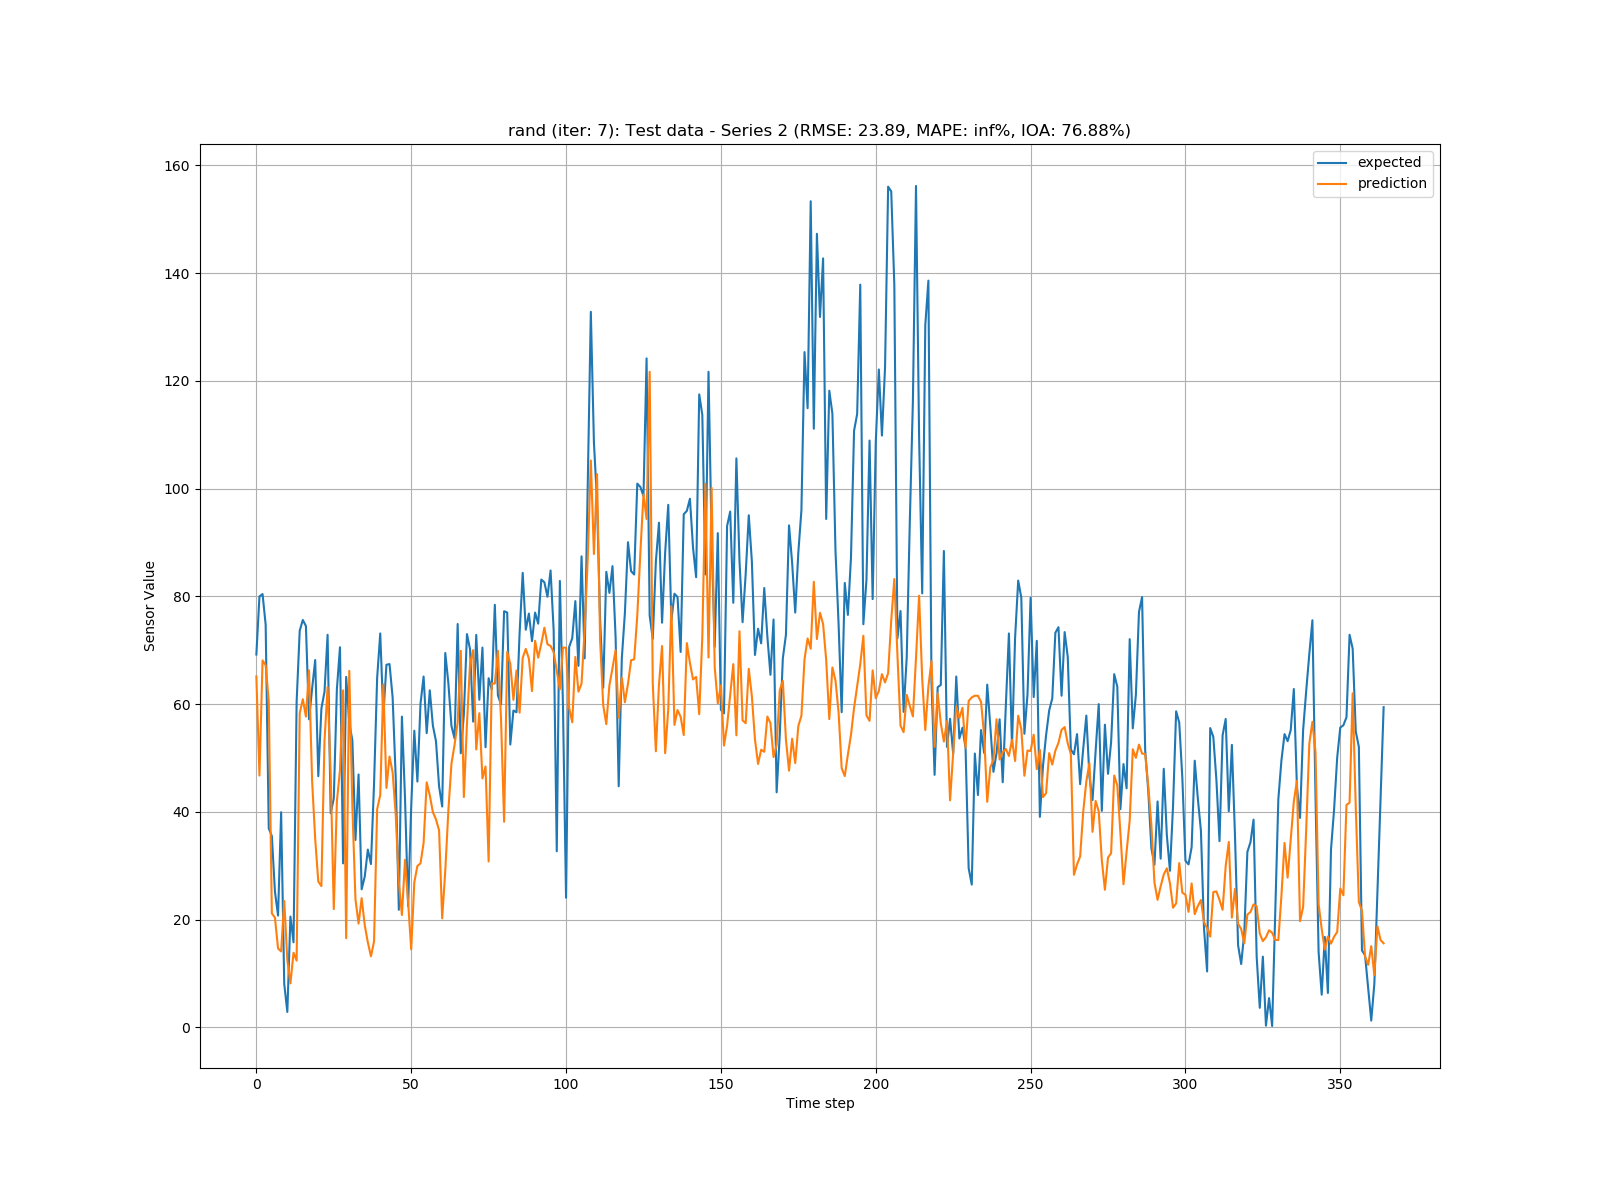 rand (iter: 7): Test data - Series 2 (RMSE: 23.89, MAPE: inf%, IOA: 76.88%)
expected
prediction
160
140
120
100
80
60
40
20
0
Sensor Value
0 50 100 150 200 250 300 350
Time step